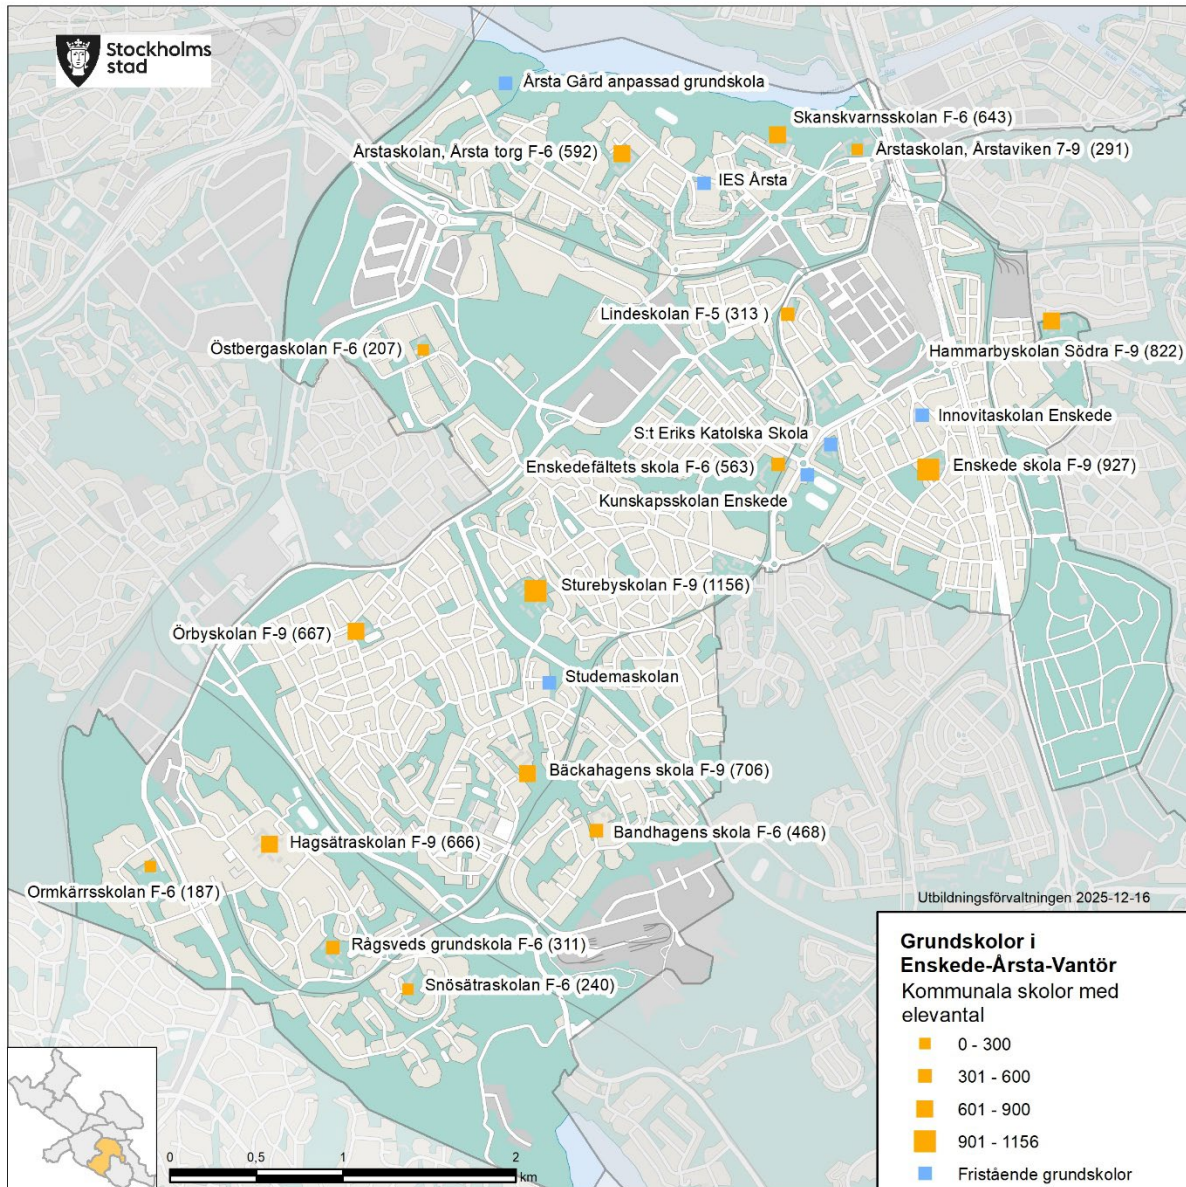 Stockholms
stad
Årsta Gård anpassad grundskola
Skanskvarnsskolan F-6 (643)
Årstaskolan, Årsta torg F-6 (592)
Årstaskolan, Årstaviken 7-9 (291)
IES Årsta
Lindeskolan F-5 (313 )
Östbergaskolan F-6 (207)
Hammarbyskolan Södra F-9 (822)
Innovitaskolan Enskede
S:t Eriks Katolska Skola
Enskedefältets skola F-6 (563)
Enskede skola F-9 (927)
Kunskapsskolan Enskede
Sturebyskolan F-9 (1156)
Örbyskolan F-9 (667)
Studemaskolan
Bäckahagens skola F-9 (706)
Bandhagens skola F-6 (468)
Hagsätraskolan F-9 (666)
Ormkärrsskolan F-6 (187)
Rågsveds grundskola F-6 (311)
Snösätraskolan F-6 (240)
Utbildningsförvaltningen 2025-12-16
Grundskolor i
Enskede-Årsta-Vantör
Kommunala skolor med
elevantal
0 - 300
301 - 600
601 - 900
901 - 1156
Fristående grundskolor
0 0,5 1 2
km